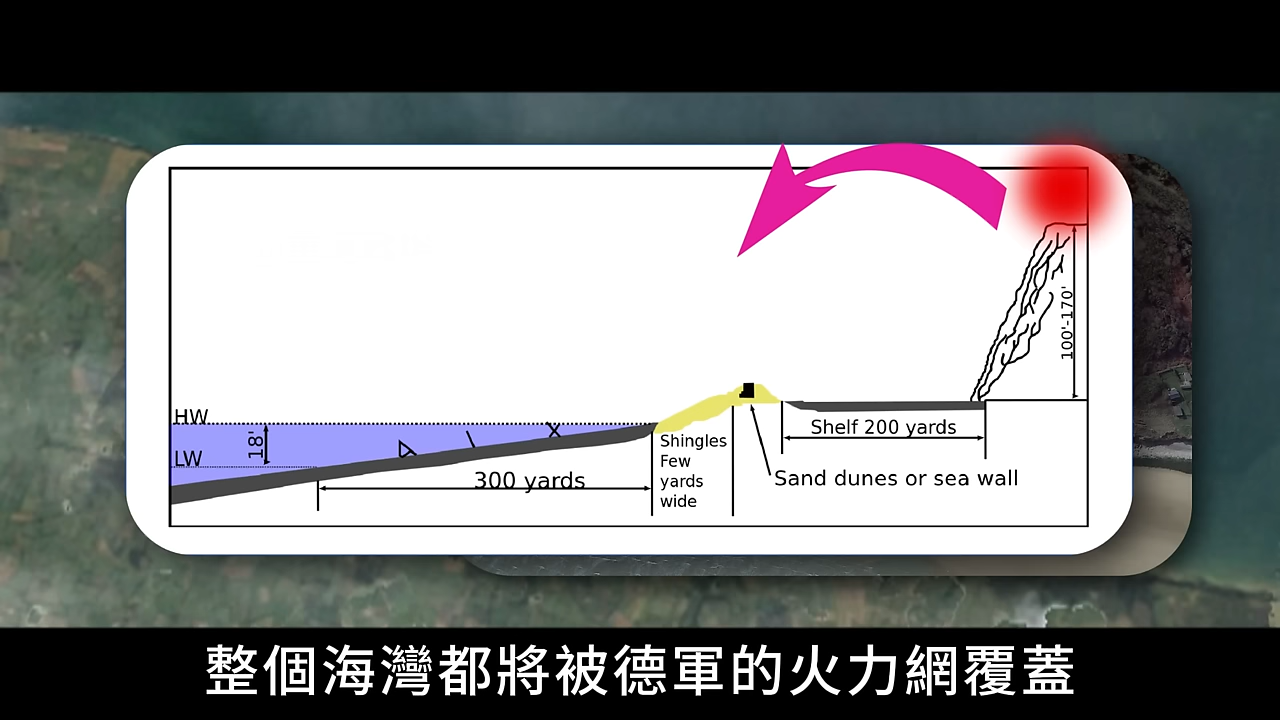 100'-170'
HW
18'
LW
Shelf 200 yards
Shingles
Few
yards
wide
300 yards
Sand dunes or sea wall
整個海灣都將被德軍的火力網覆蓋